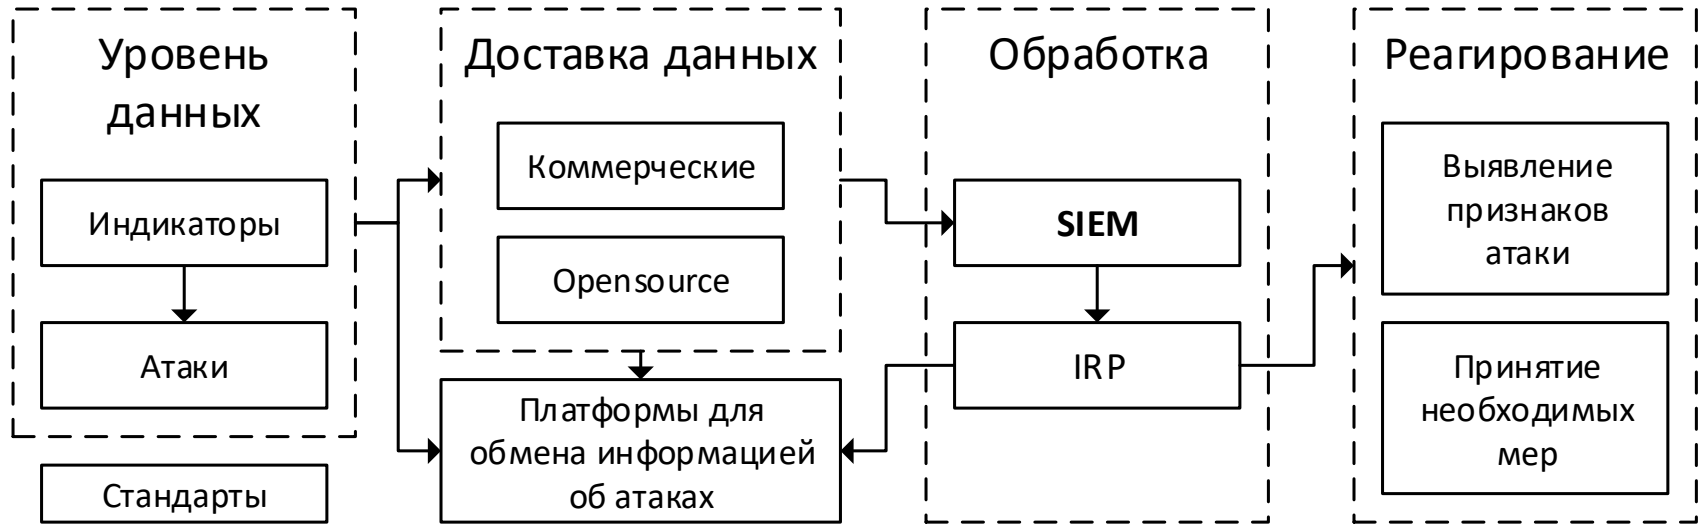 Уровень
данных
Индикаторы
Атаки
Стандарты
Доставка данных
Коммерческие
Opensource
Платформы для
обмена информацией
об атаках
Обработка
SIEM
IRP
Реагирование
Выявление
признаков
атаки
Принятие
необходимых
мер